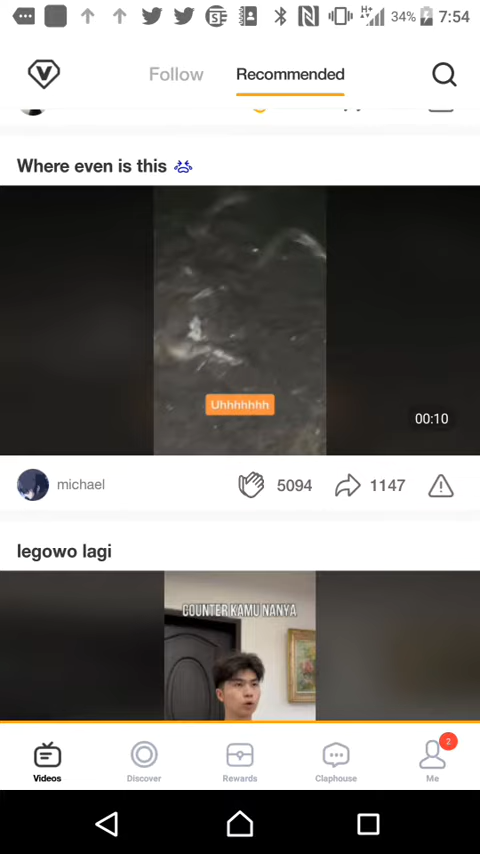 34% 7:54
Follow Recommended
Where even is this
Uhhhhhhh
00:10
michael 5094 1147
legowo lagi
COUNTER KAMU NANYA
Videos Discover Rewards Claphouse Me 2